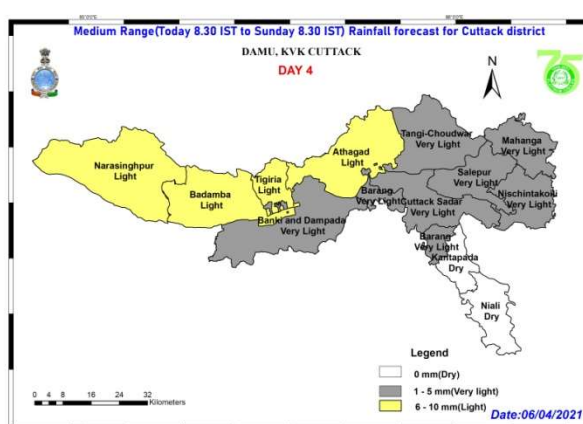 Medium Range(Today 8.30 IST to Sunday 8.30 IST) Rainfall forecast for Cuttack district
DAMU, KVK CUTTACK
DAY 4
N
75
Tangi-Choudwar
Very Light
Mahanga
Very Light
Athagad
Light
Narasinghpur
Light
Tigiria
Light
Badamba
Light
Salepur
Very Light
Barang
Very Light
Cuttack Sadar
Very Light
Nischintakoili
Very Light
Banki and Dampada
Very Light
Barang
Very Light
Kantapada
Dry
Niali
Dry
Legend
0 mm(Dry)
1 - 5 mm(Very light)
6 - 10 mm(Light)
0 4 8 16 24 32
Kilometers
Date:06/04/2021